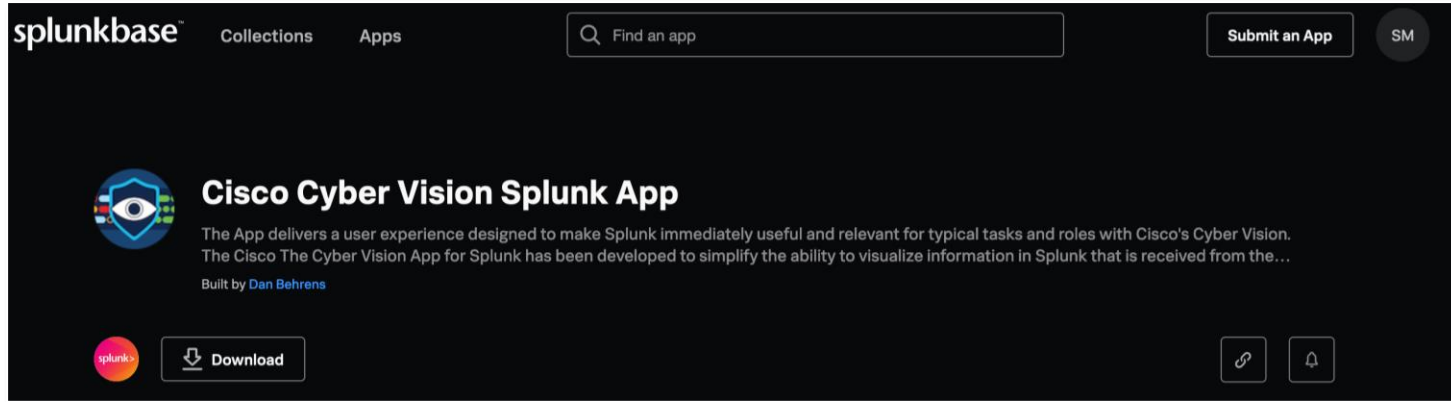 splunkbase™ Collections Apps Find an app Submit an App SM
Cisco Cyber Vision Splunk App
The App delivers a user experience designed to make Splunk immediately useful and relevant for typical tasks and roles with Cisco's Cyber Vision.
The Cisco The Cyber Vision App for Splunk has been developed to simplify the ability to visualize information in Splunk that is received from the...
Built by Dan Behrens
splunk> Download